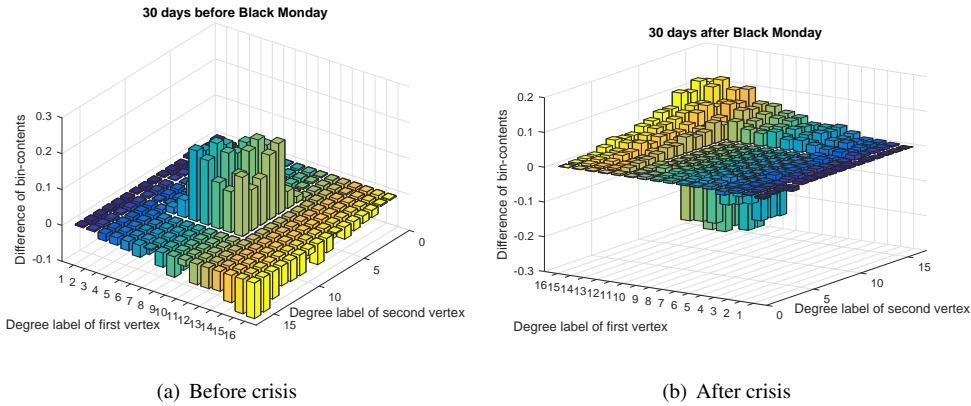 30 days before Black Monday
0.3
0.2
0.1
0
-0.1
Difference of bin-contents
1 2 3 4 5 6 7 8 9 10 11 12 13 14 15 16
Degree label of first vertex
0
5
10
15
Degree label of second vertex
(a) Before crisis
30 days after Black Monday
0.2
0.1
0
-0.1
-0.2
-0.3
Difference of bin-contents
16 15 14 13 12 11 10 9 8 7 6 5 4 3 2 1
Degree label of first vertex
0
5
10
15
Degree label of second vertex
(b) After crisis